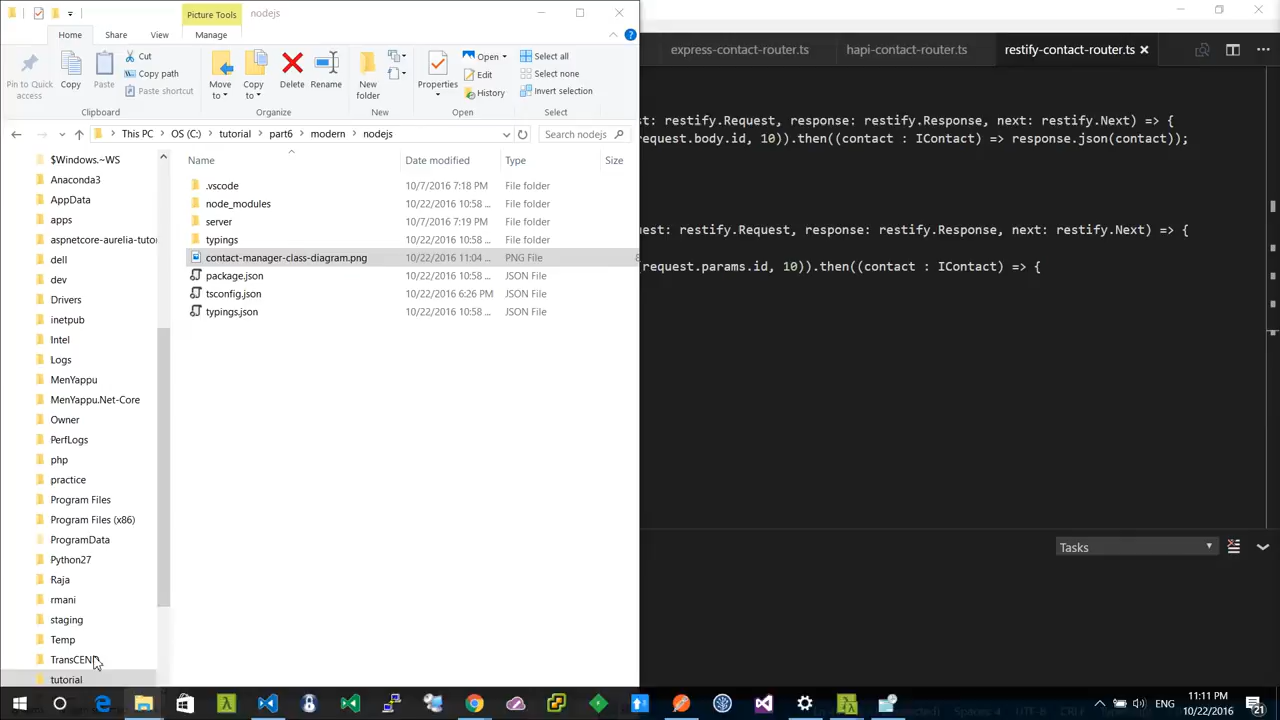 Picture Tools
nodejs
Home
Share
View
Manage
Pin to Quick access
Copy
Paste
Cut
Copy path
Paste shortcut
Clipboard
Move to
Copy to
Delete
Rename
Organize
New folder
New
Properties
Open
Edit
History
Open
Select all
Select none
Invert selection
Select
This PC
OS (C:)
tutorial
part6
modern
nodejs
Search nodejs
Name
Date modified
Type
Size
$Windows.~WS
Anaconda3
AppData
apps
aspnetcore-aurelia-tutor
dell
dev
Drivers
inetpub
Intel
Logs
MenYappu
MenYappu.Net-Core
Owner
PerfLogs
php
practice
Program Files
Program Files (x86)
ProgramData
Python27
Raja
rmani
staging
Temp
TransCEND
tutorial
.vscode 10/7/2016 7:18 PM File folder
node_modules 10/22/2016 10:58 ... File folder
server 10/7/2016 7:19 PM File folder
typings 10/22/2016 10:58 ... File folder
contact-manager-class-diagram.png 10/22/2016 11:04 ... PNG File 8
package.json 10/22/2016 10:58 ... JSON File
tsconfig.json 10/22/2016 6:26 PM JSON File
typings.json 10/22/2016 10:58 ... JSON File
express-contact-router.ts
hapi-contact-router.ts
restify-contact-router.ts
st: restify.Request, response: restify.Response, next: restify.Next) => {
request.body.id, 10)).then((contact : IContact) => response.json(contact));
restify.Request, response: restify.Response, next: restify.Next) => {
(request.params.id, 10)).then((contact : IContact) => {
Tasks
ENG
11:11 PM
10/22/2016
21